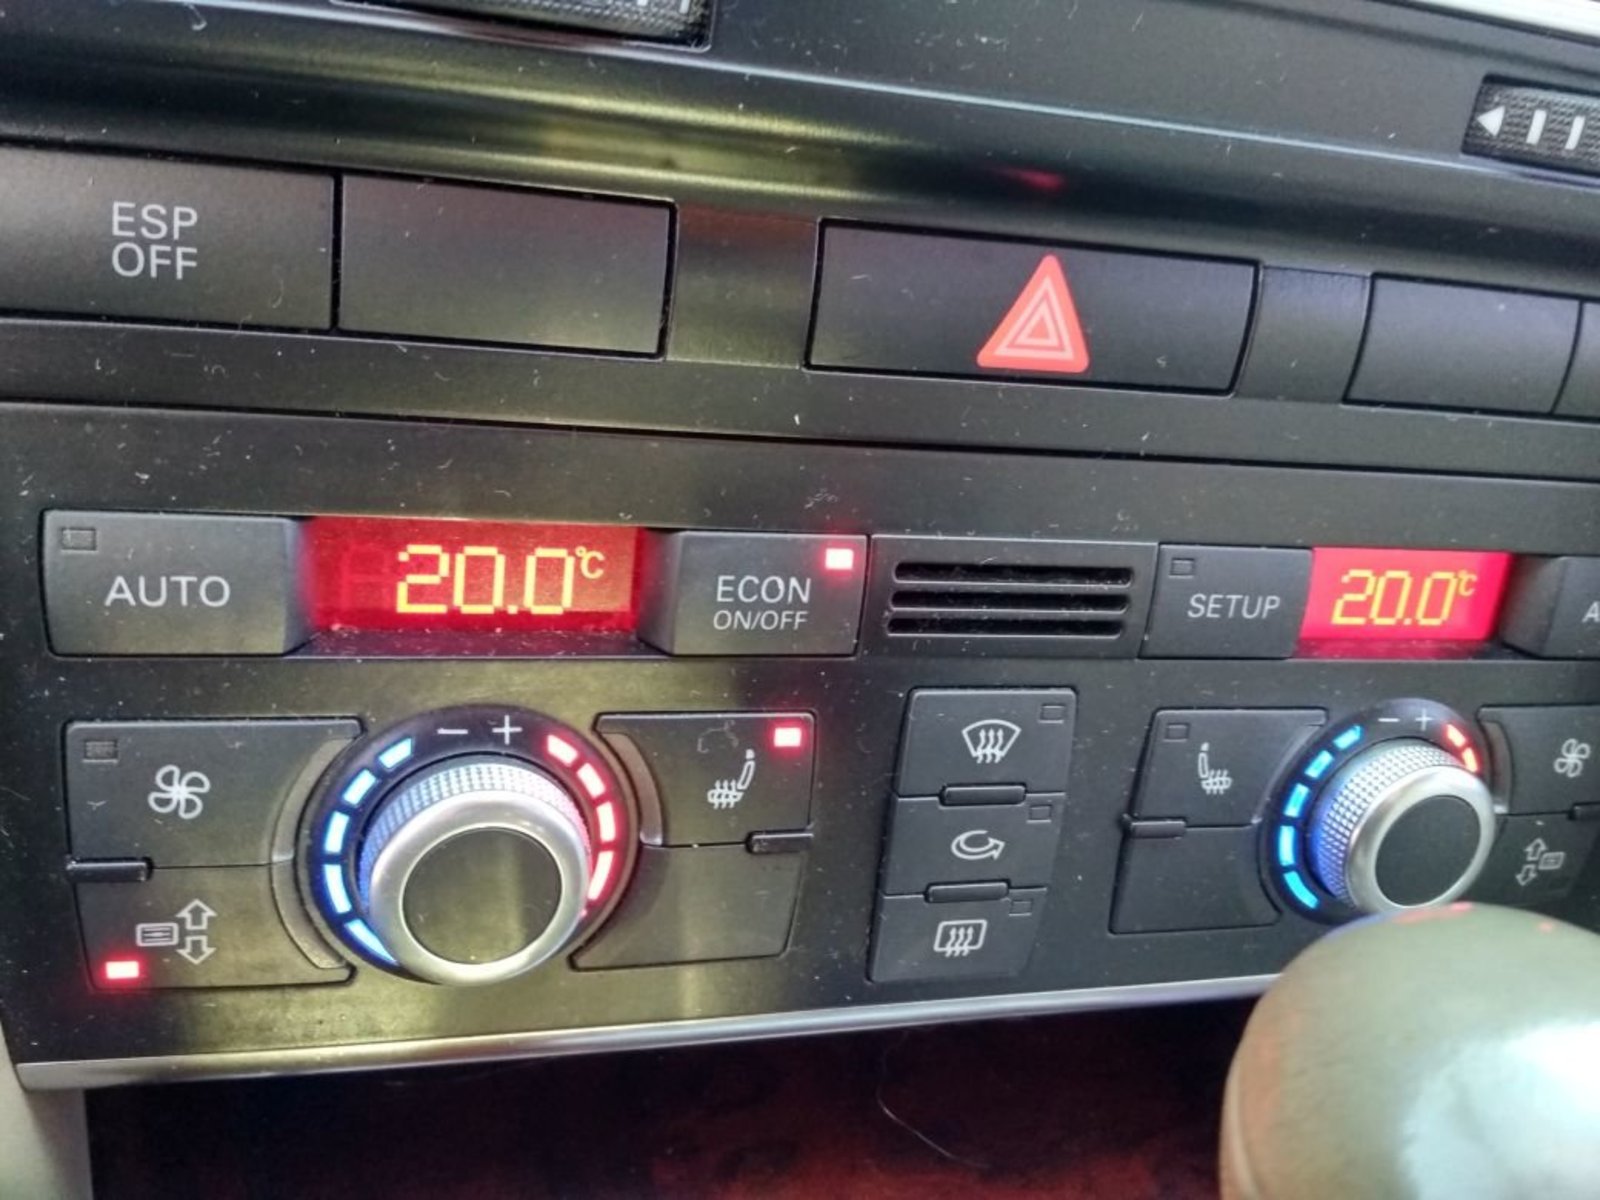 ESP
OFF
AUTO
20.0°C
ECON
ON/OFF
SETUP
20.0°C
A
- +
- +